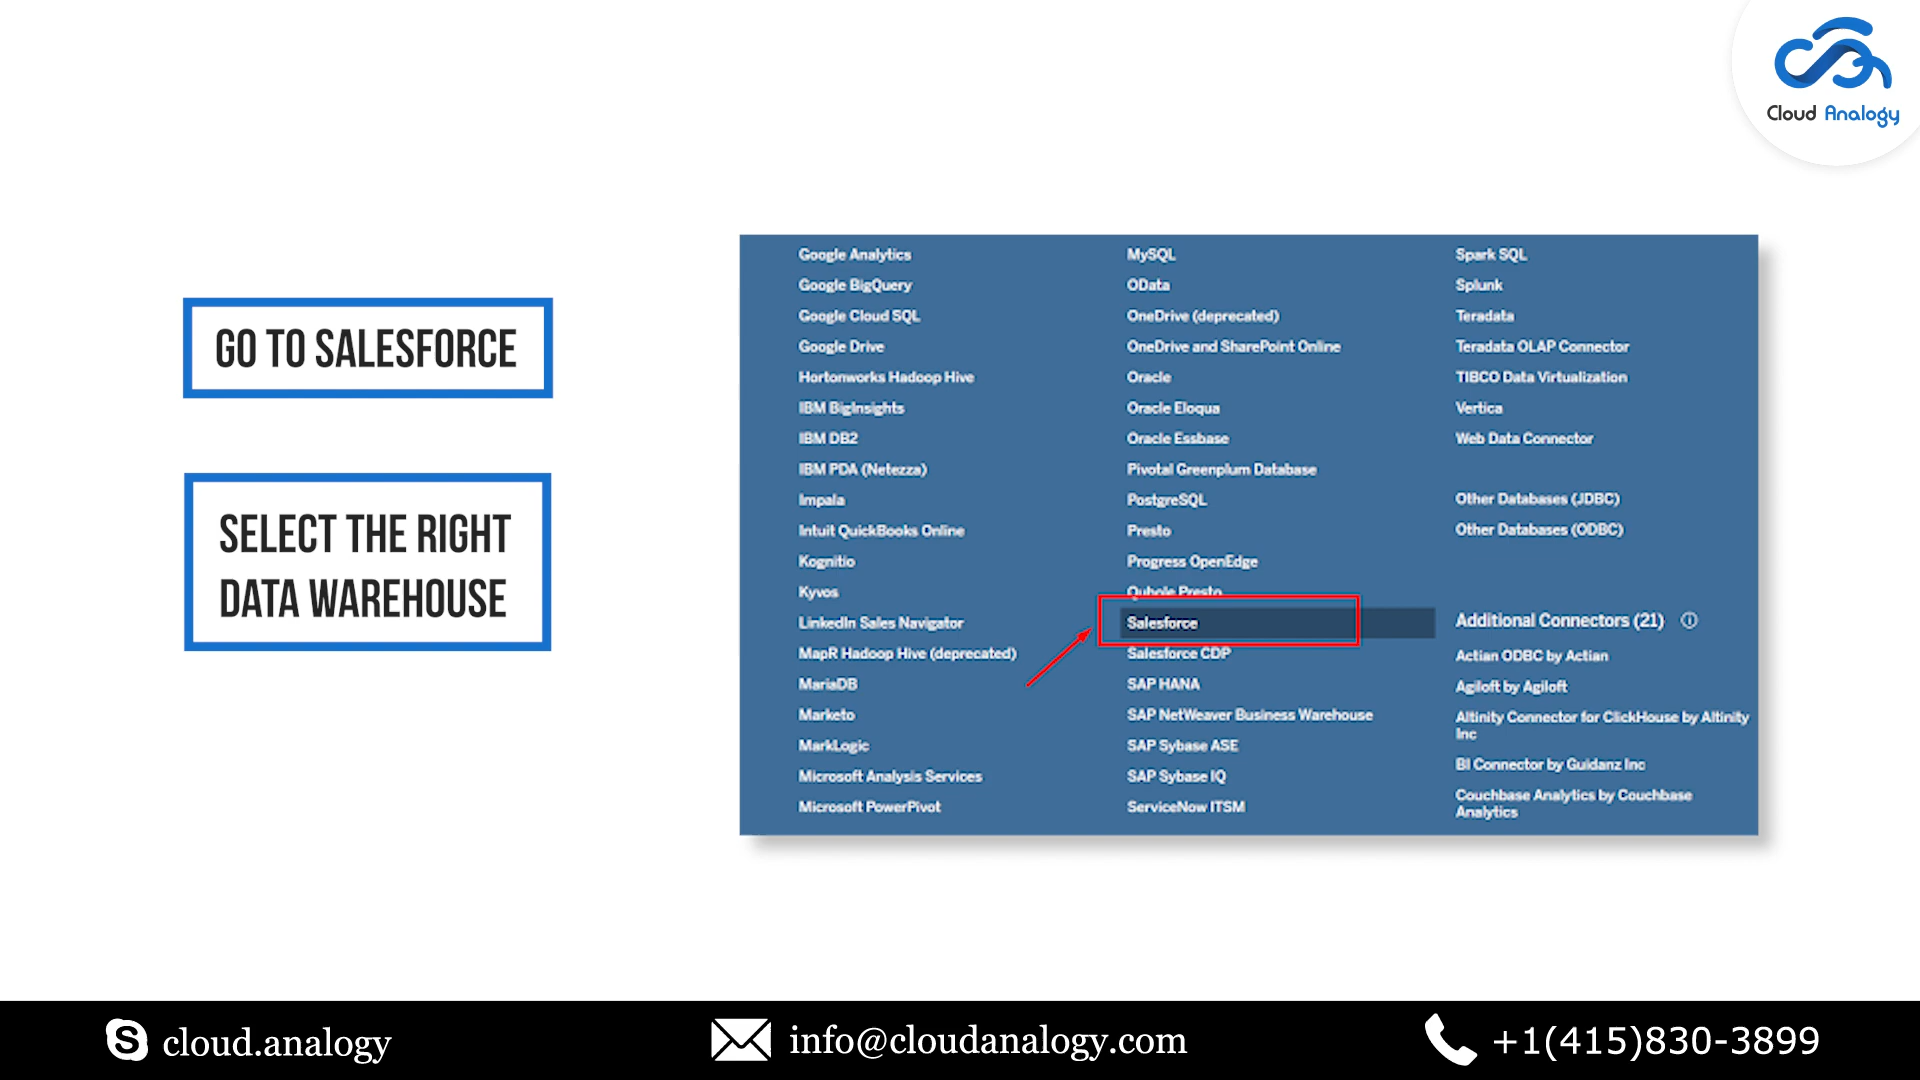 Cloud Analogy
GO TO SALESFORCE
SELECT THE RIGHT
DATA WAREHOUSE
Google Analytics
Google BigQuery
Google Cloud SQL
Google Drive
Hortonworks Hadoop Hive
IBM BigInsights
IBM DB2
IBM PDA (Netezza)
Impala
Intuit QuickBooks Online
Kognitio
Kyvos
LinkedIn Sales Navigator
MapR Hadoop Hive (deprecated)
MariaDB
Marketo
MarkLogic
Microsoft Analysis Services
Microsoft PowerPivot
MySQL
OData
OneDrive (deprecated)
OneDrive and SharePoint Online
Oracle
Oracle Eloqua
Oracle Essbase
Pivotal Greenplum Database
PostgreSQL
Presto
Progress OpenEdge
Qubole Presto
Salesforce
Salesforce CDP
SAP HANA
SAP NetWeaver Business Warehouse
SAP Sybase ASE
SAP Sybase IQ
ServiceNow ITSM
Spark SQL
Splunk
Teradata
Teradata OLAP Connector
TIBCO Data Virtualization
Vertica
Web Data Connector
Other Databases (JDBC)
Other Databases (ODBC)
Additional Connectors (21)
Actian ODBC by Actian
Agiloft by Agiloft
Altinity Connector for ClickHouse by Altinity
Inc
BI Connector by Guidanz Inc
Couchbase Analytics by Couchbase
Analytics
cloud.analogy
info@cloudanalogy.com
+1(415)830-3899